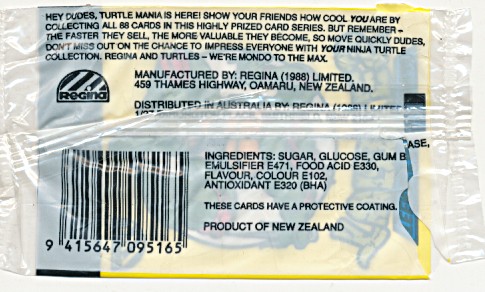 HEY DUDES, TURTLE MANIA IS HERE! SHOW YOUR FRIENDS HOW COOL YOU ARE BY
COLLECTING ALL 88 CARDS IN THIS HIGHLY PRIZED CARD SERIES. BUT REMEMBER -
THE FASTER THEY SELL, THE MORE VALUABLE THEY BECOME, SO MOVE QUICKLY DUDES,
DON'T MISS OUT ON THE CHANCE TO IMPRESS EVERYONE WITH YOUR NINJA TURTLE
COLLECTION. REGINA AND TURTLES - WE'RE MONDO TO THE MAX.
Regina
MANUFACTURED BY: REGINA (1988) LIMITED.
459 THAMES HIGHWAY, OAMARU, NEW ZEALAND.
DISTRIBUTED IN AUSTRALIA BY: REGINA (1988) LIMITED
INGREDIENTS: SUGAR, GLUCOSE, GUM B
ASE,
EMULSIFIER E471, FOOD ACID E330,
FLAVOUR, COLOUR E102,
ANTIOXIDANT E320 (BHA)
THESE CARDS HAVE A PROTECTIVE COATING.
PRODUCT OF NEW ZEALAND
9 415647 095165